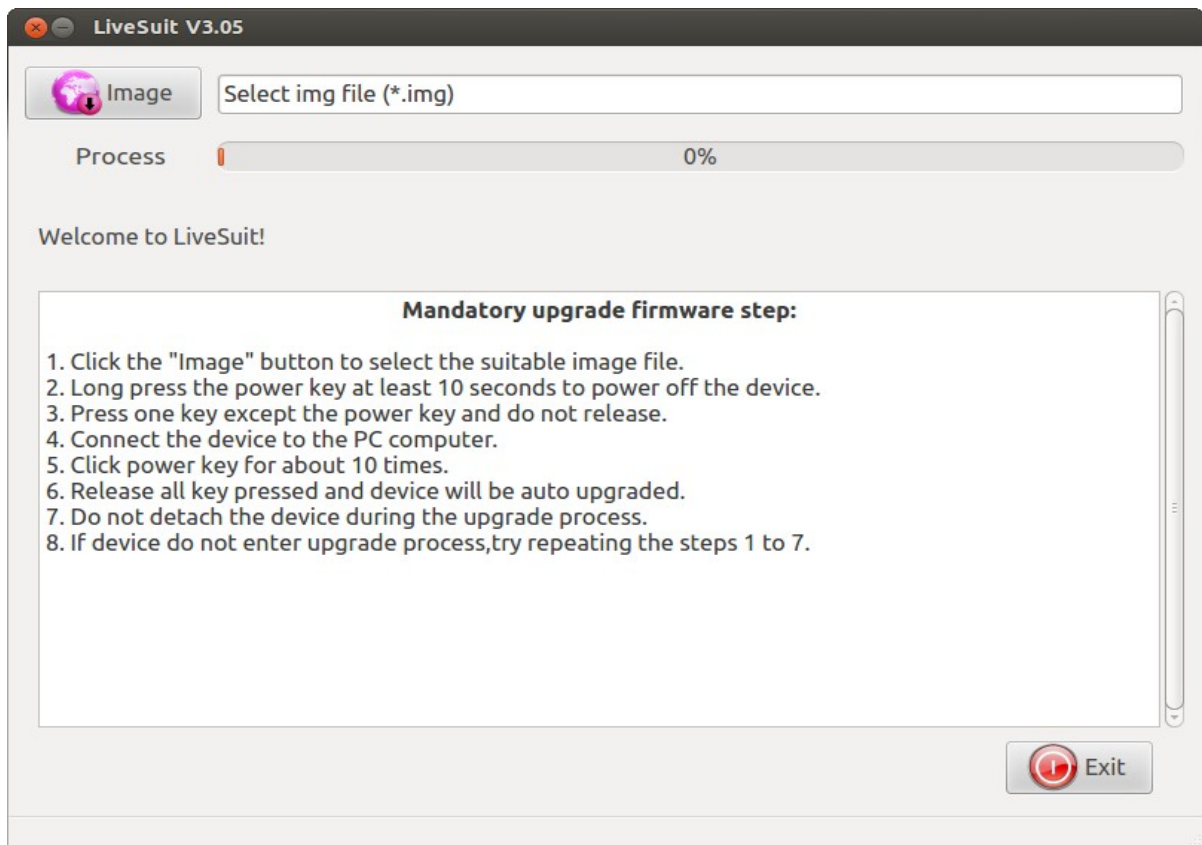 LiveSuit V3.05
Image
Select img file (*.img)
Process
0%
Welcome to LiveSuit!
Mandatory upgrade firmware step:
1. Click the "Image" button to select the suitable image file.
2. Long press the power key at least 10 seconds to power off the device.
3. Press one key except the power key and do not release.
4. Connect the device to the PC computer.
5. Click power key for about 10 times.
6. Release all key pressed and device will be auto upgraded.
7. Do not detach the device during the upgrade process.
8. If device do not enter upgrade process,try repeating the steps 1 to 7.
Exit